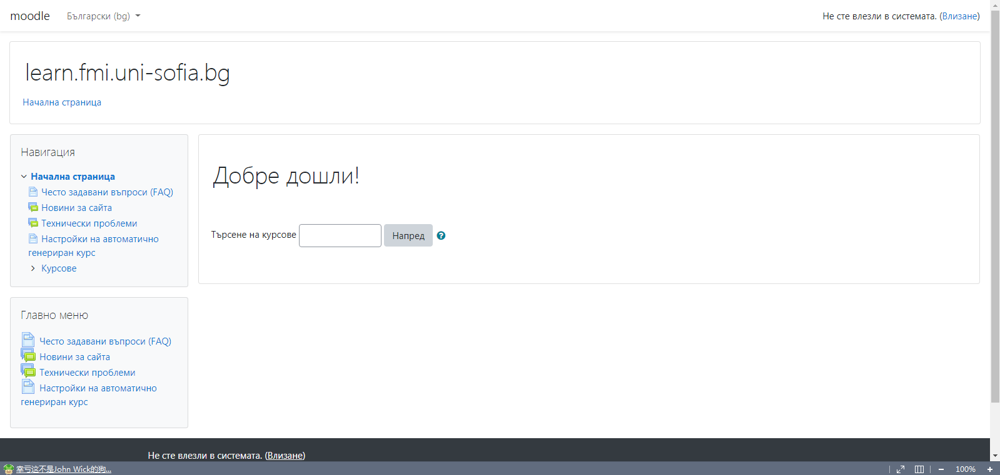 moodle Български (bg) Не сте влезли в системата. (Влизане)
learn.fmi.uni-sofia.bg
Начална страница
Навигация
Начална страница
Често задавани въпроси (FAQ)
Новини за сайта
Технически проблеми
Настройки на автоматично
генериран курс
Курсове
Добре дошли!
Търсене на курсове Напред
Главно меню
Често задавани въпроси (FAQ)
Новини за сайта
Технически проблеми
Настройки на автоматично
генериран курс
Не сте влезли в системата. (Влизане)
幸亏这不是John Wick的狗... 100%